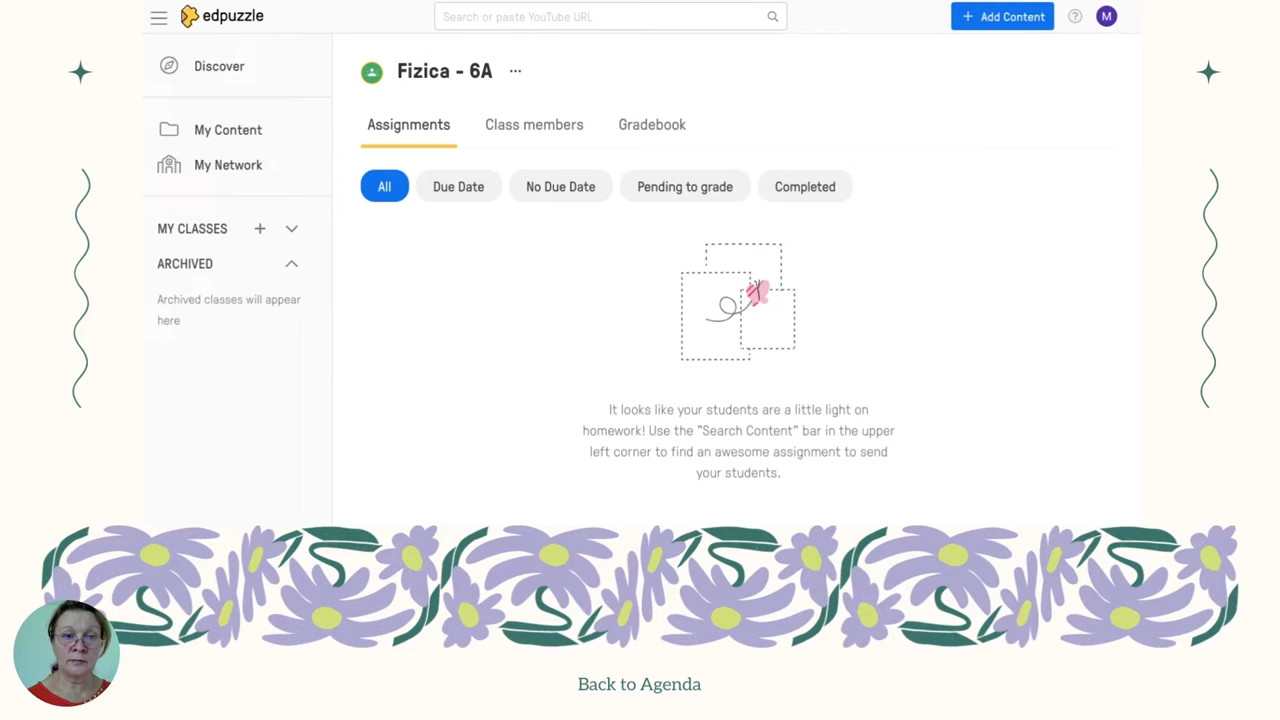 edpuzzle
Search or paste YouTube URL
+ Add Content
?
M
Discover
My Content
My Network
MY CLASSES +
ARCHIVED
Archived classes will appear
here
Fizica - 6A ...
Assignments Class members Gradebook
All Due Date No Due Date Pending to grade Completed
It looks like your students are a little light on
homework! Use the "Search Content" bar in the upper
left corner to find an awesome assignment to send
your students.
Back to Agenda